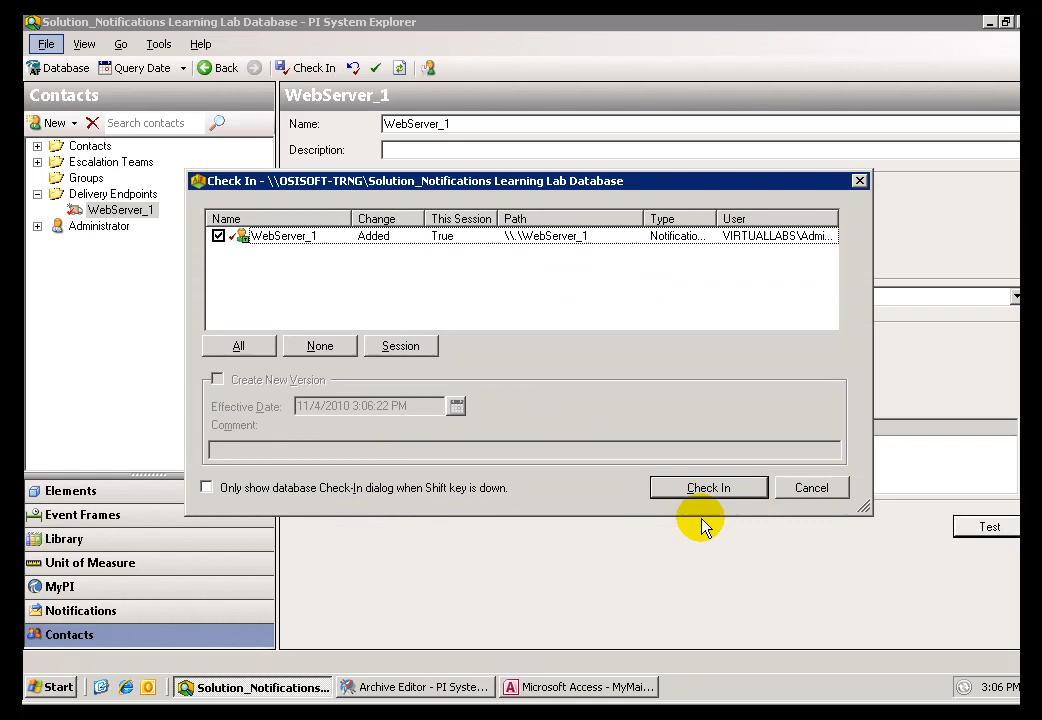 Solution_Notifications Learning Lab Database - PI System Explorer
File View Go Tools Help
Database Query Date Back Check In
Contacts
New Search contacts
Contacts
Escalation Teams
Groups
Delivery Endpoints
WebServer_1
Administrator
WebServer_1
Name: WebServer_1
Description:
Check In - \\OSISOFT-TRNG\Solution_Notifications Learning Lab Database
Name Change This Session Path Type User
WebServer_1 Added True \\.\WebServer_1 Notificatio... VIRTUALLABS\Admi...
All None Session
Create New Version
Effective Date: 11/4/2010 3:06:22 PM
Comment:
Only show database Check-In dialog when Shift key is down.
Check In Cancel
Test
Elements
Event Frames
Library
Unit of Measure
MyPI
Notifications
Contacts
Start Solution_Notifications... Archive Editor - PI Syste... Microsoft Access - MyMai... 3:06 PM